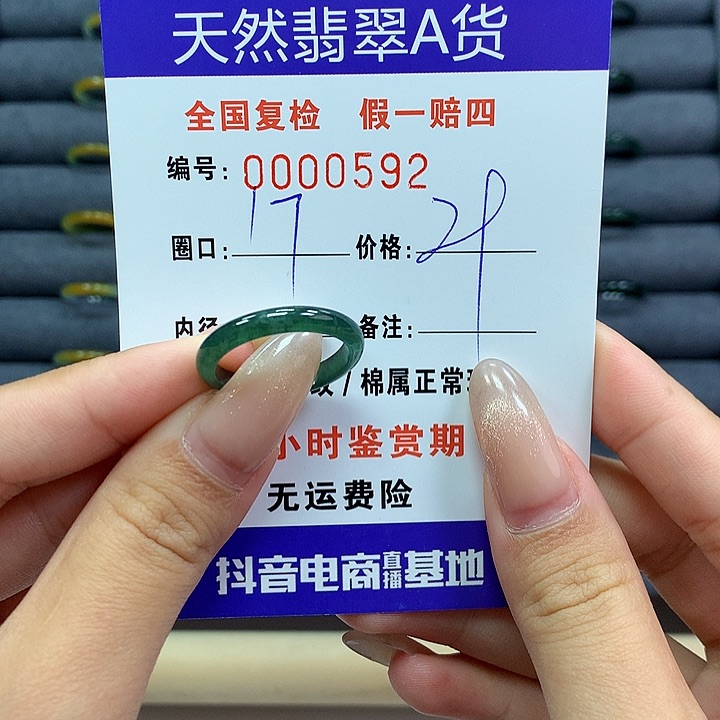 天然翡翠A货
全国复检 假一赔四
编号: 0000592
圈口: 17 价格:
内径 备注:
纹 / 棉属正常
小时鉴赏期
无运费险
抖音电商直播基地